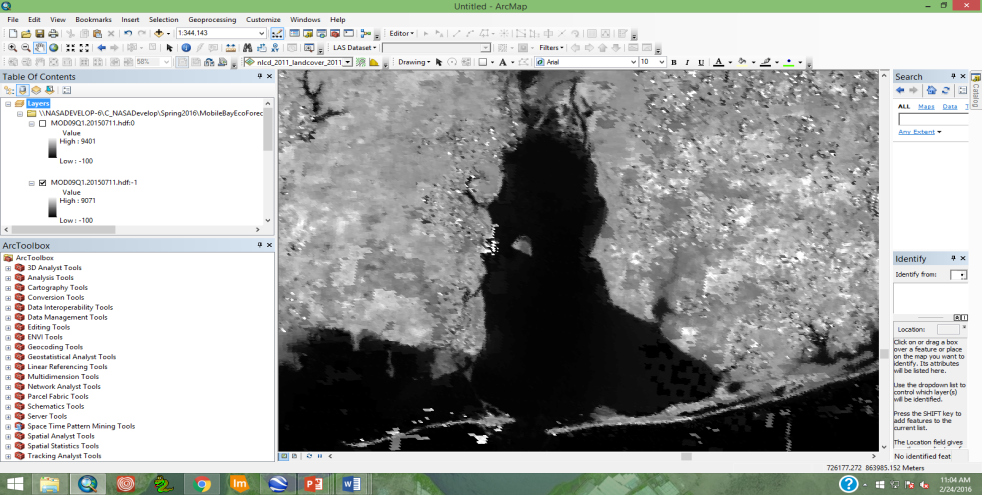 Untitled - ArcMap
File Edit View Bookmarks Insert Selection Geoprocessing Customize Windows Help
1:344,143 Editor
58% LAS Dataset Filters
nlcd_2011_landcover_2011 Drawing A Arial 10 B I U A
Table Of Contents
Layers
\\NASADEVELOP-6\C_NASADevelop\Spring2016\MobileBayEcoForec
MOD09Q1.20150711.hdf:0
Value
High : 9401
Low : -100
MOD09Q1.20150711.hdf:-1
Value
High : 9071
Low : -100
ArcToolbox
ArcToolbox
3D Analyst Tools
Analysis Tools
Cartography Tools
Conversion Tools
Data Interoperability Tools
Data Management Tools
Editing Tools
ENVI Tools
Geocoding Tools
Geostatistical Analyst Tools
Linear Referencing Tools
Multidimension Tools
Network Analyst Tools
Parcel Fabric Tools
Schematics Tools
Server Tools
Space Time Pattern Mining Tools
Spatial Analyst Tools
Spatial Statistics Tools
Tracking Analyst Tools
Search
Catalog
ALL Maps Data T
Any Extent
Identify
Identify from:
Location:
Click on or drag a box
over a feature or place
on the map you want to
identify. Its attributes
will be listed here.
Use the dropdown list to
control which layer(s)
will be identified.
Press the SHIFT key to
add features to the
current list.
The Location field gives
No identified feat
726177.272 863985.152 Meters
11:04 AM
2/24/2016